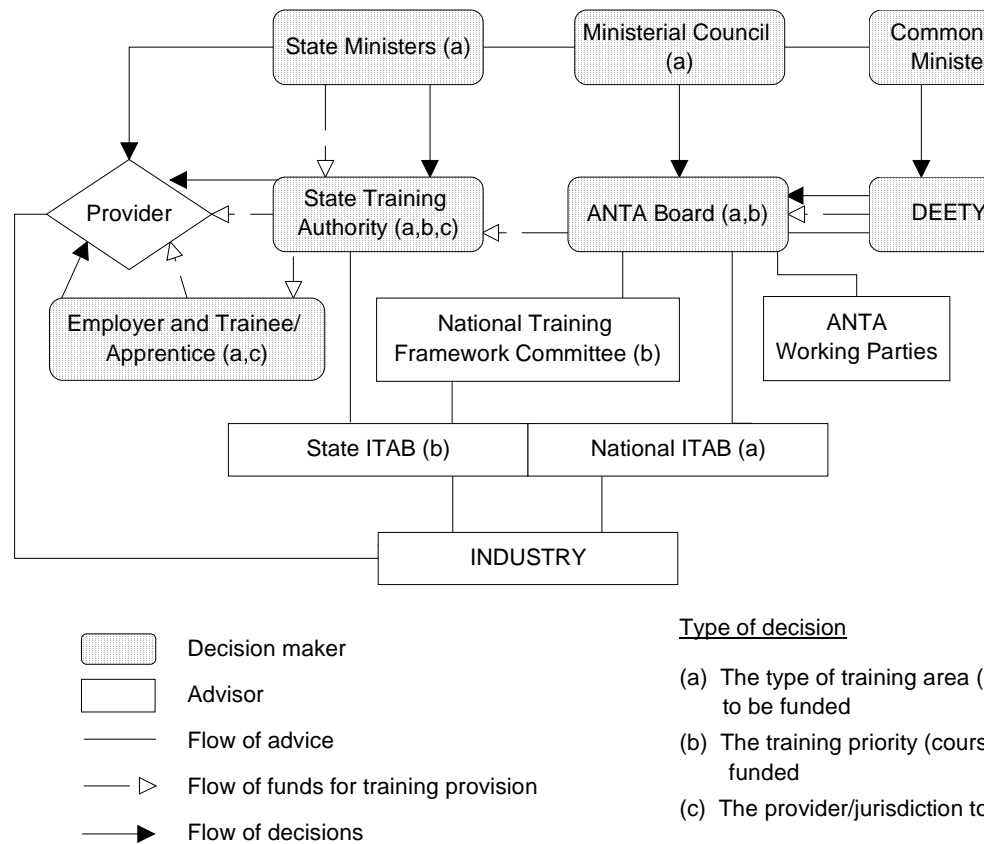 State Ministers (a)
Ministerial Council
(a)
Common
Ministe
Provider
State Training
Authority (a,b,c)
ANTA Board (a,b)
DEETY
Employer and Trainee/
Apprentice (a,c)
National Training
Framework Committee (b)
ANTA
Working Parties
State ITAB (b)
National ITAB (a)
INDUSTRY
Decision maker
Advisor
Flow of advice
Flow of funds for training provision
Flow of decisions
Type of decision
(a) The type of training area (
to be funded
(b) The training priority (cours
funded
(c) The provider/jurisdiction to